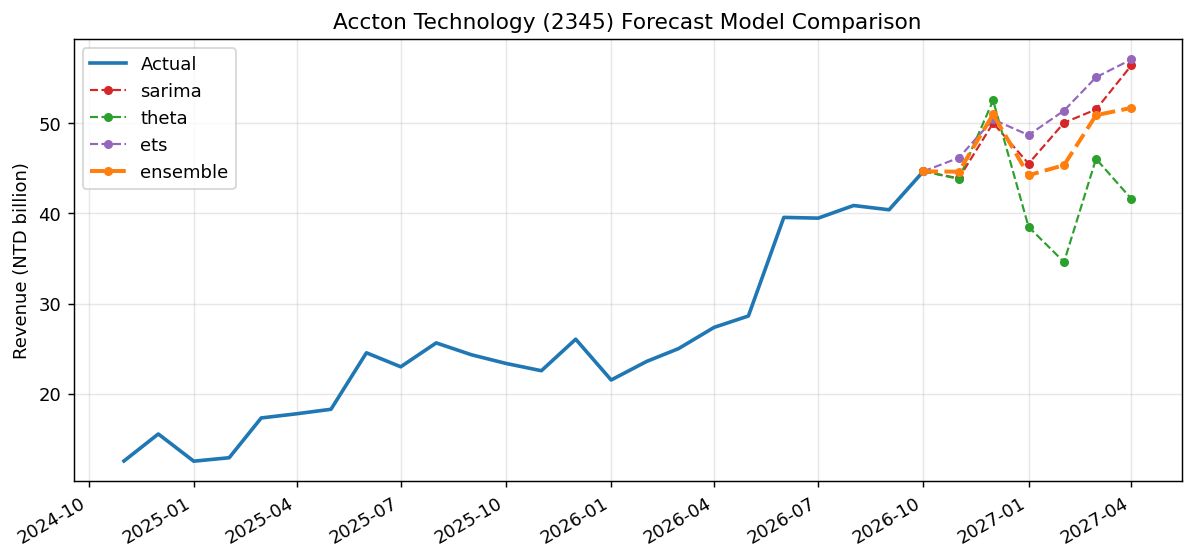 Accton Technology (2345) Forecast Model Comparison
Actual
sarima
theta
ets
ensemble
Revenue (NTD billion)
50
40
30
20
2024-10
2025-01
2025-04
2025-07
2025-10
2026-01
2026-04
2026-07
2026-10
2027-01
2027-04